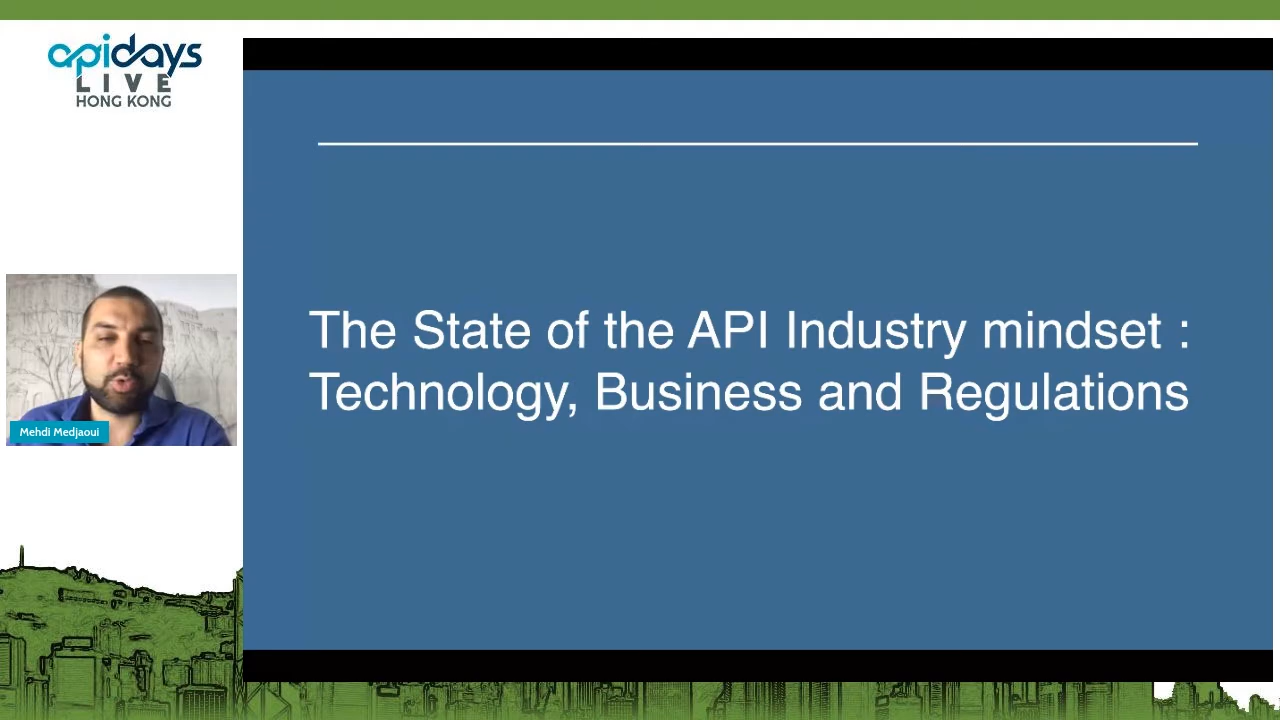 apidays
LIVE
HONG KONG
The State of the API Industry mindset :
Technology, Business and Regulations
Mehdi Medjaoui